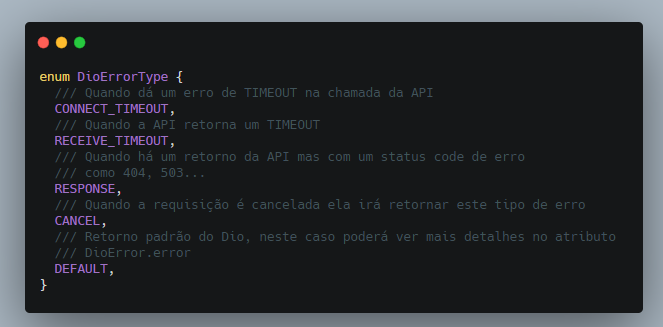 enum DioErrorType {
/// Quando dá um erro de TIMEOUT na chamada da API
CONNECT_TIMEOUT,
/// Quando a API retorna um TIMEOUT
RECEIVE_TIMEOUT,
/// Quando há um retorno da API mas com um status code de erro
/// como 404, 503...
RESPONSE,
/// Quando a requisição é cancelada ela irá retornar este tipo de erro
CANCEL,
/// Retorno padrão do Dio, neste caso poderá ver mais detalhes no atributo
/// DioError.error
DEFAULT,
}